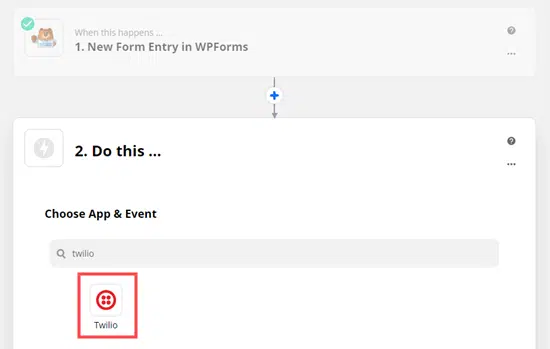 When this happens ...
1. New Form Entry in WPForms
2. Do this ...
Choose App & Event
twilio
Twilio